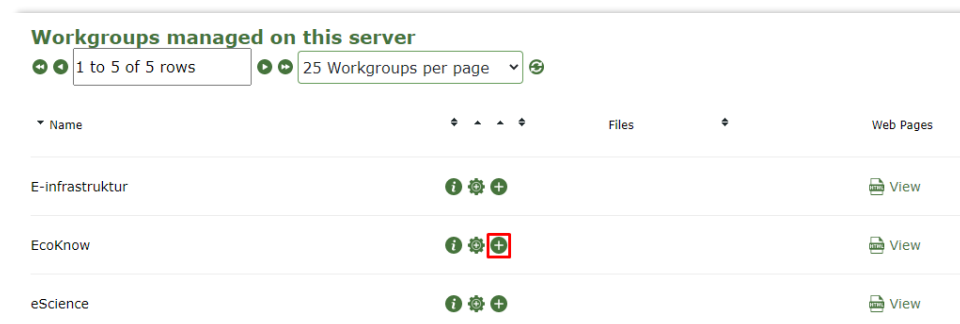 Workgroups managed on this server
1 to 5 of 5 rows 25 Workgroups per page
Name Files Web Pages
E-infrastruktur View
EcoKnow View
eScience View